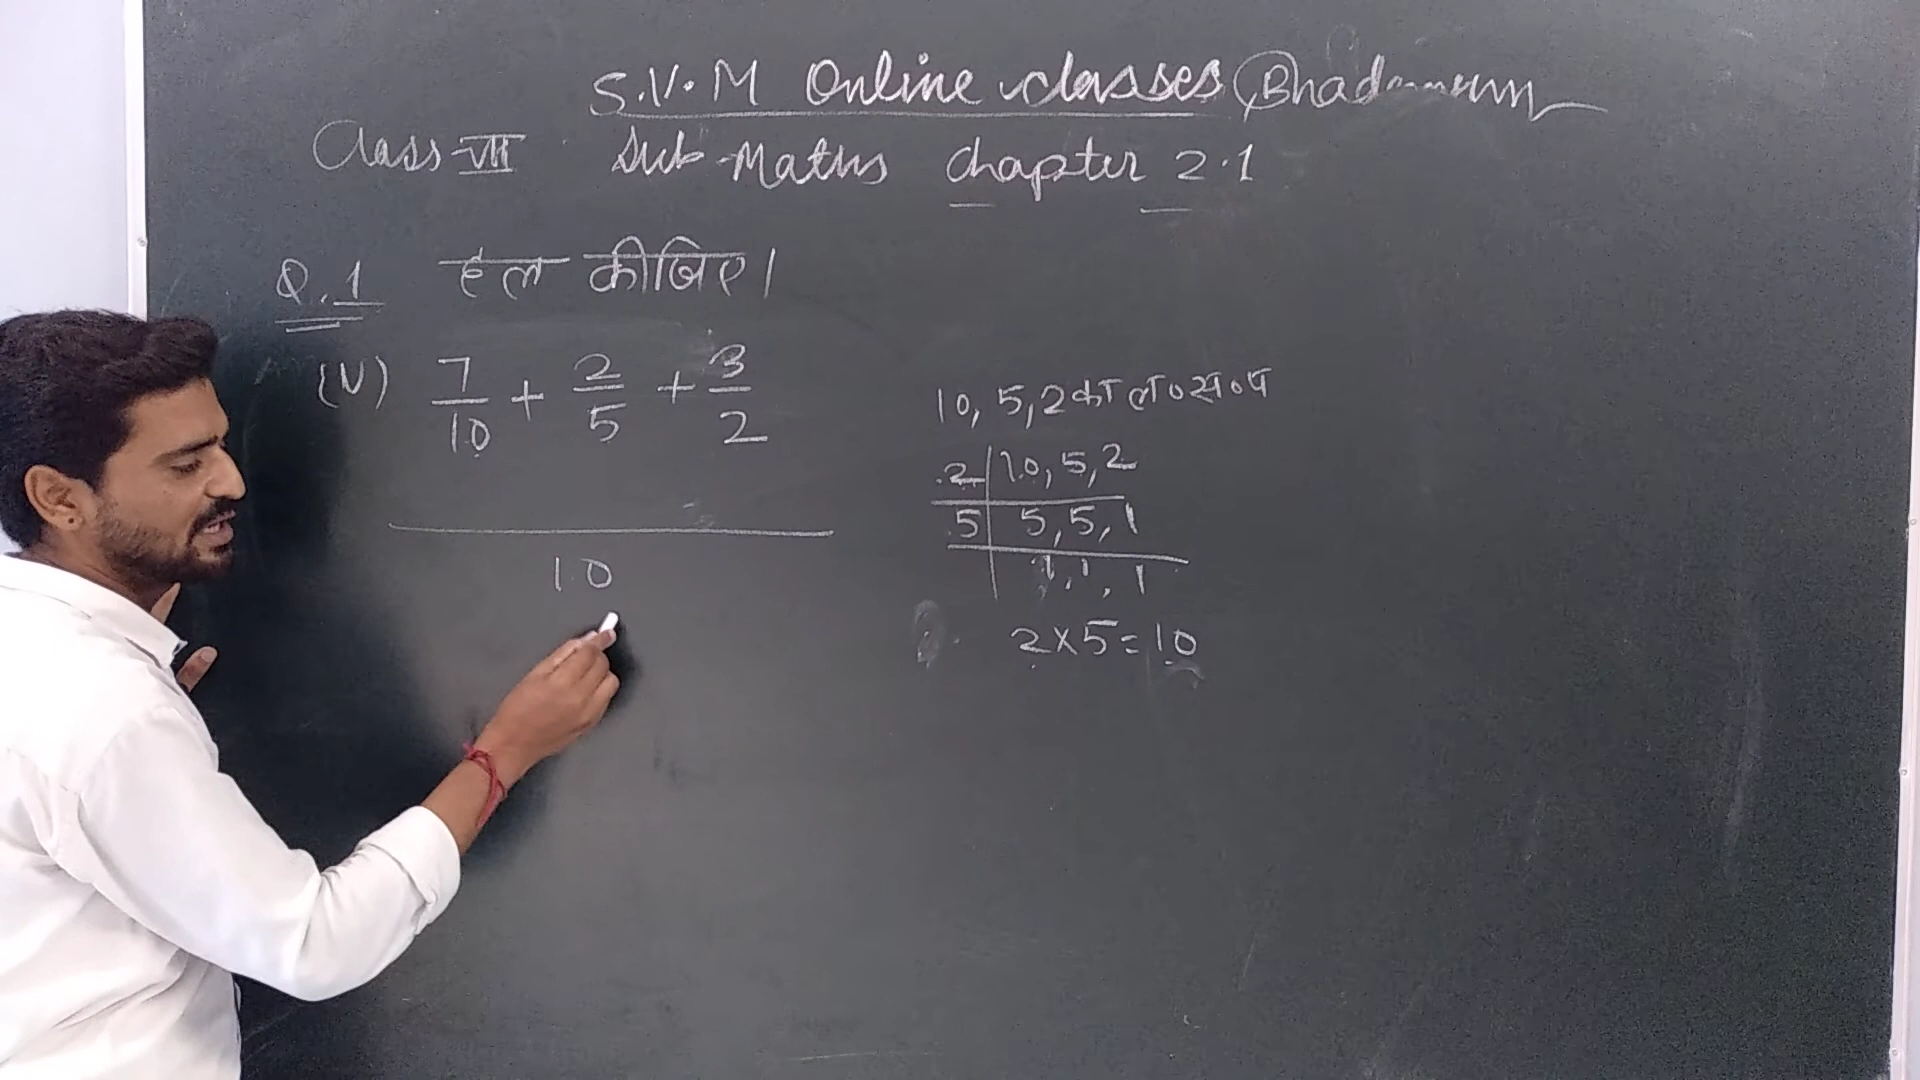 S.V.M Online classes
Class-VII Sub-Maths Chapter 2.1
Q.1 हल कीजिए।
(V) 7/10 + 2/5 + 3/2
10
10, 5, 2 का ल०स०प
2 | 10, 5, 2
5 | 5, 5, 1
1, 1, 1
2×5=10